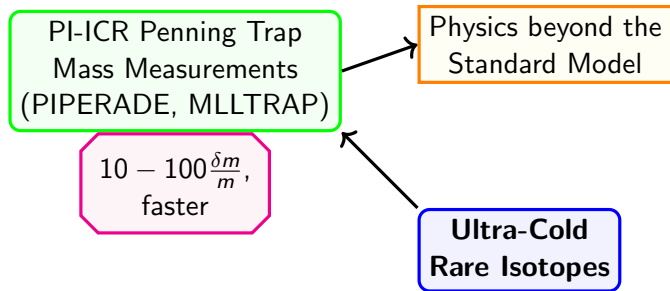 PI-ICR Penning Trap
Mass Measurements
(PIPERADE, MLLTRAP)
Physics beyond the
Standard Model
10 − 100 δm/m,
faster
Ultra-Cold
Rare Isotopes